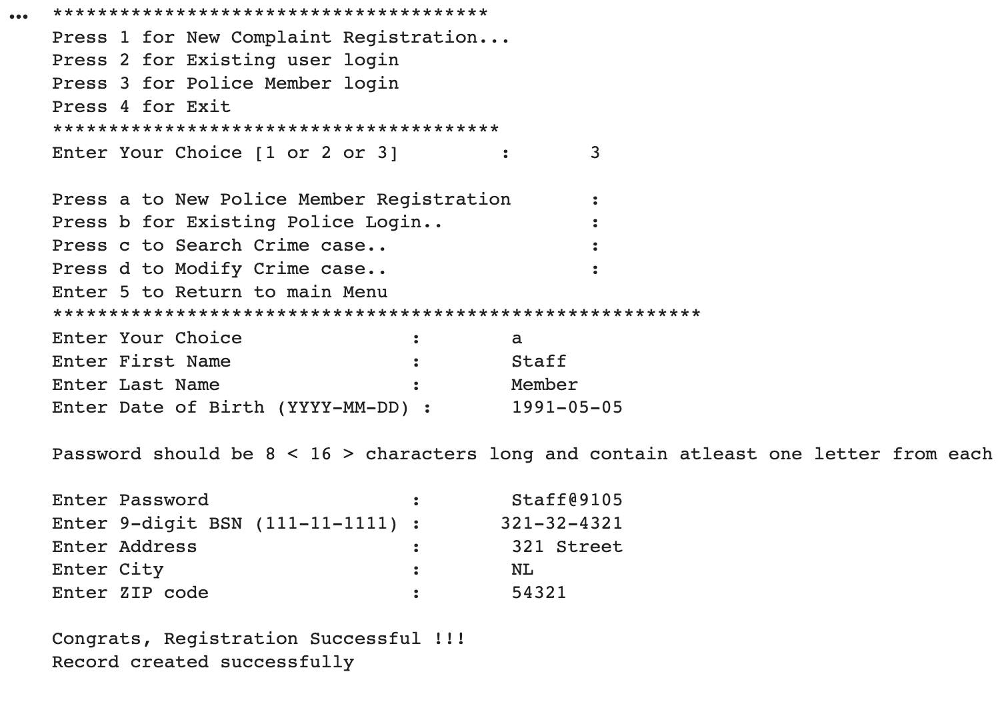 ... ***************************************
Press 1 for New Complaint Registration...
Press 2 for Existing user login
Press 3 for Police Member login
Press 4 for Exit
****************************************
Enter Your Choice [1 or 2 or 3] : 3
Press a to New Police Member Registration :
Press b for Existing Police Login.. :
Press c to Search Crime case.. :
Press d to Modify Crime case.. :
Enter 5 to Return to main Menu
**********************************************************
Enter Your Choice : a
Enter First Name : Staff
Enter Last Name : Member
Enter Date of Birth (YYYY-MM-DD) : 1991-05-05
Password should be 8 < 16 > characters long and contain atleast one letter from each
Enter Password : Staff@9105
Enter 9-digit BSN (111-11-1111) : 321-32-4321
Enter Address : 321 Street
Enter City : NL
Enter ZIP code : 54321
Congrats, Registration Successful !!!
Record created successfully